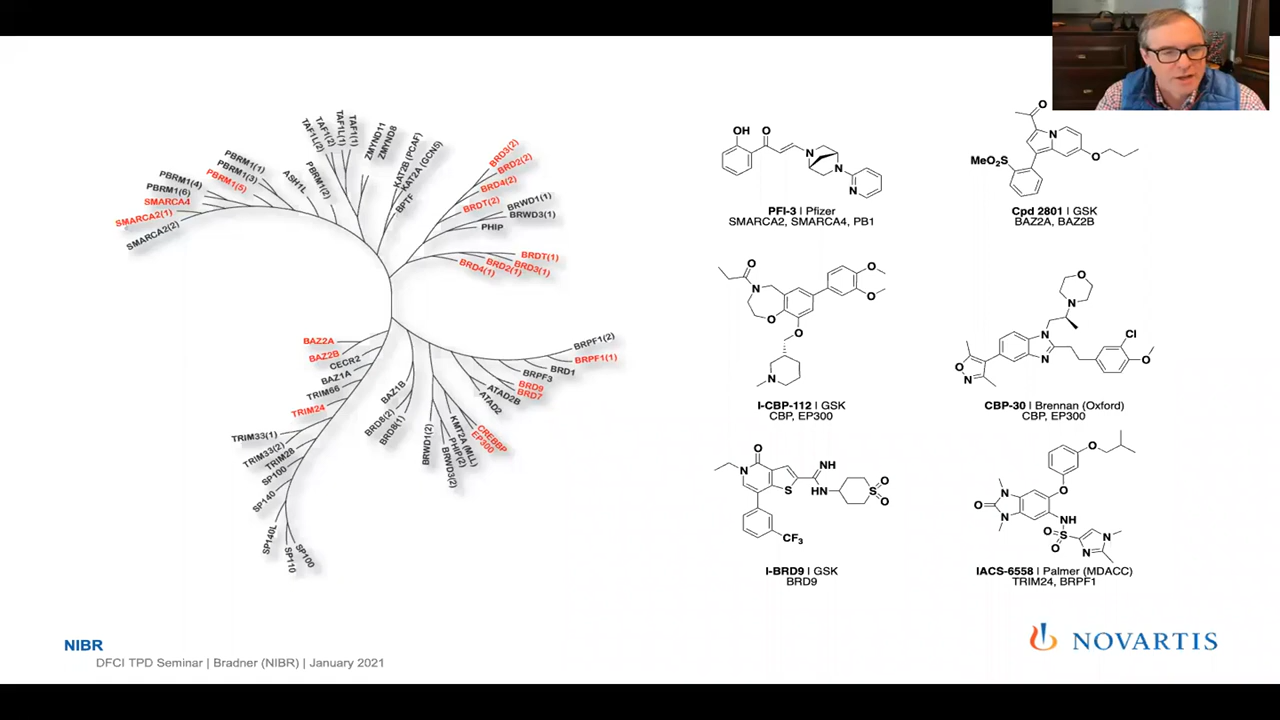 TAF1L(2)
TAF1(2)
TAF1L(1)
TAF1(1)
ZMYND11
ZMYND8
KAT2B (PCAF)
KAT2A (GCN5)
BPTF
PBRM1(2)
ASH1L
PBRM1(1)
PBRM1(3)
PBRM1(5)
PBRM1(4)
PBRM1(6)
SMARCA4
SMARCA2(1)
SMARCA2(2)
BRD3(2)
BRD2(2)
BRD4(2)
BRDT(2)
BRWD1(1)
BRWD3(1)
PHIP
BRDT(1)
BRD3(1)
BRD2(1)
BRD4(1)
BAZ2A
BAZ2B
CECR2
BAZ1A
TRIM66
TRIM24
TRIM33(1)
TRIM33(2)
TRIM28
SP100
SP140
SP140L
SP110
SP100
BRPF1(2)
BRPF1(1)
BRD1
BRPF3
BRD9
BRD7
ATAD2B
ATAD2
CREBBP
EP300
KMT2A (MLL)
PHIP(2)
BRWD3(2)
BRWD1(2)
BAZ1B
BRD8(2)
BRD8(1)
OH
O
N
N
N
PFI-3 | Pfizer
SMARCA2, SMARCA4, PB1
O
N
MeO₂S
O
Cpd 2801 | GSK
BAZ2A, BAZ2B
O
N
O
O
O
O
N
I-CBP-112 | GSK
CBP, EP300
O
N
N
N
Cl
O
O
N
CBP-30 | Brennan (Oxford)
CBP, EP300
O
N
NH
S
HN
S
O
O
CF₃
I-BRD9 | GSK
BRD9
O
O
N
O
N
NH
O
S
O
N
N
IACS-6558 | Palmer (MDACC)
TRIM24, BRPF1
NIBR
DFCI TPD Seminar | Bradner (NIBR) | January 2021
NOVARTIS